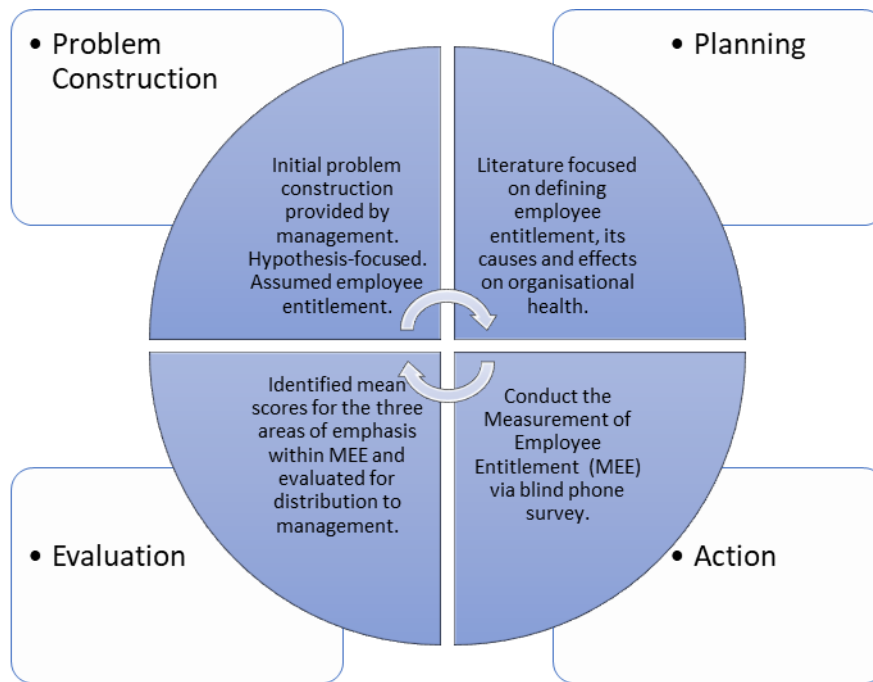 • Problem
Construction
Initial problem
construction
provided by
management.
Hypothesis-focused.
Assumed employee
entitlement.
• Planning
Literature focused
on defining
employee
entitlement, its
causes and effects
on organisational
health.
Identified mean
scores for the three
areas of emphasis
within MEE and
evaluated for
distribution to
management.
• Evaluation
Conduct the
Measurement of
Employee
Entitlement (MEE)
via blind phone
survey.
• Action